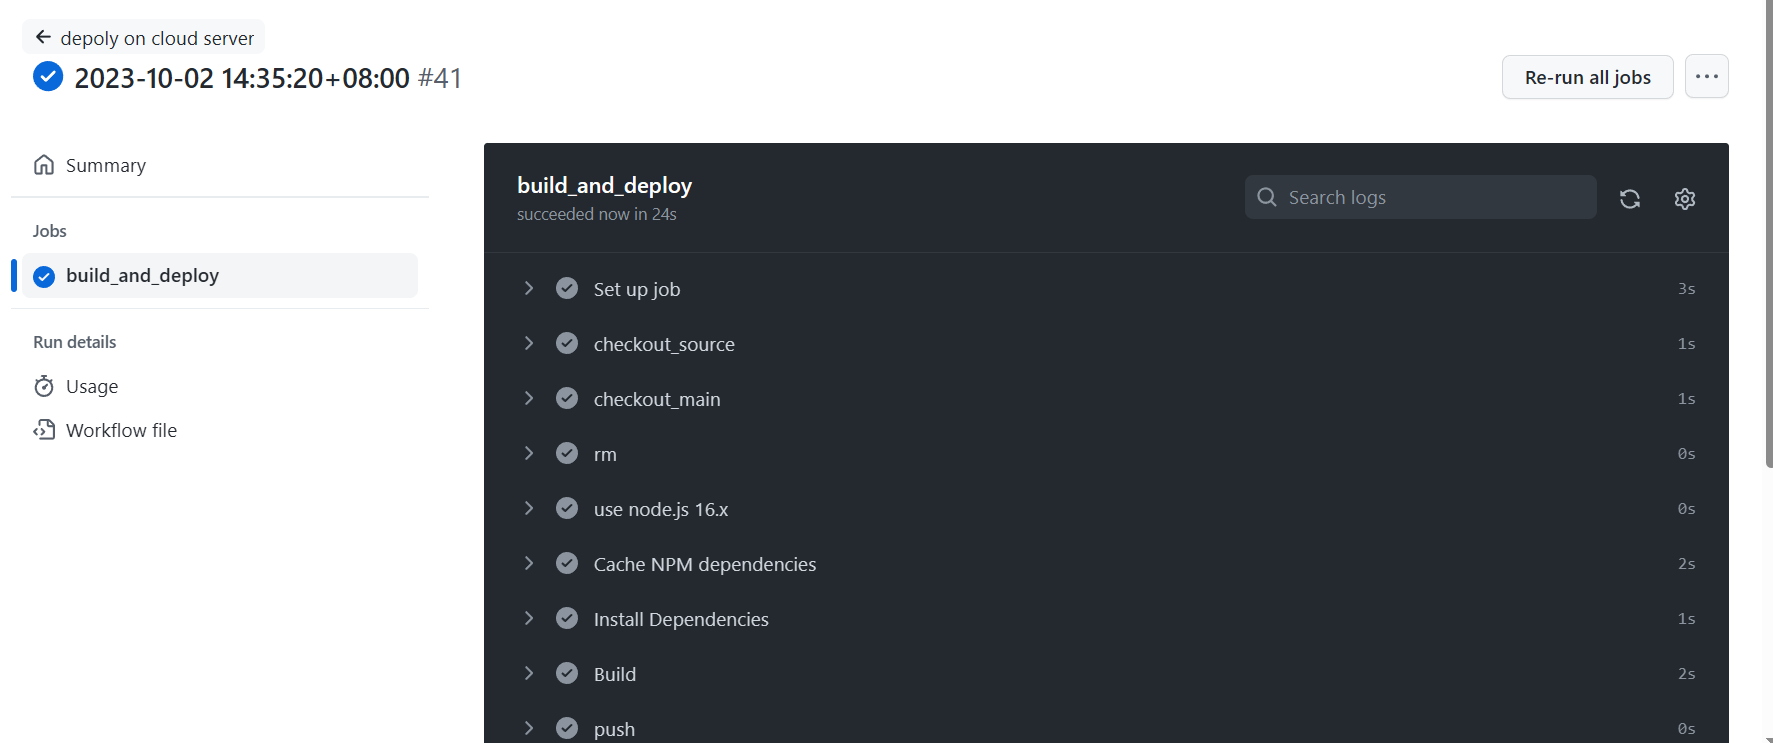 depoly on cloud server
2023-10-02 14:35:20+08:00 #41
Re-run all jobs
Summary
Jobs
build_and_deploy
Run details
Usage
Workflow file
build_and_deploy
succeeded now in 24s
Search logs
Set up job 3s
checkout_source 1s
checkout_main 1s
rm 0s
use node.js 16.x 0s
Cache NPM dependencies 2s
Install Dependencies 1s
Build 2s
push 0s